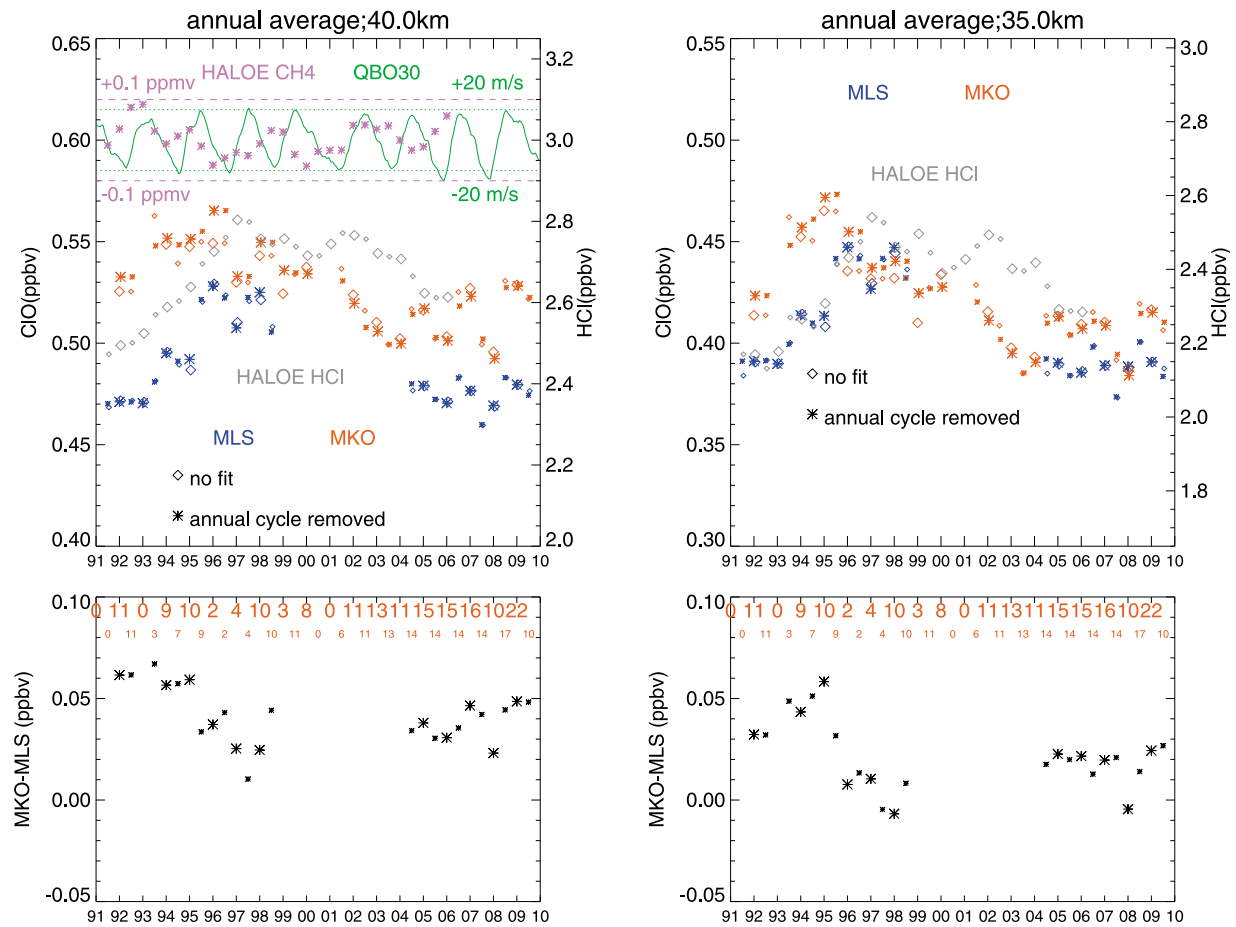 annual average;40.0km
0.65
0.60
0.55
0.50
0.45
0.40
ClO(ppbv)
3.2
3.0
2.8
2.6
2.4
2.2
2.0
HCl(ppbv)
HALOE CH4 QBO30
+0.1 ppmv +20 m/s
-0.1 ppmv -20 m/s
HALOE HCl
MLS MKO
no fit
annual cycle removed
91 92 93 94 95 96 97 98 99 00 01 02 03 04 05 06 07 08 09 10
annual average;35.0km
0.55
0.50
0.45
0.40
0.35
0.30
ClO(ppbv)
3.0
2.8
2.6
2.4
2.2
2.0
1.8
HCl(ppbv)
MLS MKO
HALOE HCl
no fit
annual cycle removed
91 92 93 94 95 96 97 98 99 00 01 02 03 04 05 06 07 08 09 10
0.10
0.05
0.00
-0.05
MKO-MLS (ppbv)
0 11 0 9 10 2 4 10 3 8 0 11 13 11 15 15 16 10 22
0 11 3 7 9 2 4 10 11 0 6 11 13 14 14 14 14 17 10
91 92 93 94 95 96 97 98 99 00 01 02 03 04 05 06 07 08 09 10
0.10
0.05
0.00
-0.05
MKO-MLS (ppbv)
0 11 0 9 10 2 4 10 3 8 0 11 13 11 15 15 16 10 22
0 11 3 7 9 2 4 10 11 0 6 11 13 14 14 14 14 17 10
91 92 93 94 95 96 97 98 99 00 01 02 03 04 05 06 07 08 09 10